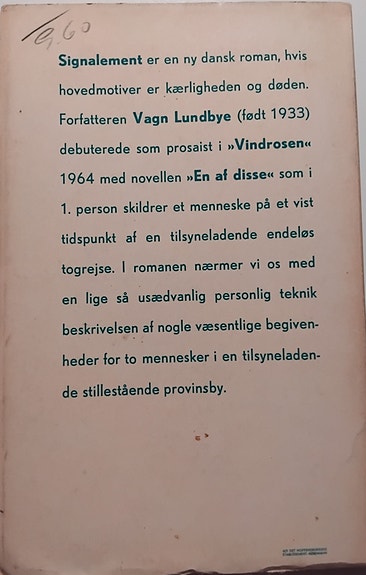 9.60
Signalement er en ny dansk roman, hvis
hovedmotiver er kærligheden og døden.
Forfatteren Vagn Lundbye (født 1933)
debuterede som prosaist i »Vindrosen«
1964 med novellen »En af disse« som i
1. person skildrer et menneske på et vist
tidspunkt af en tilsyneladende endeløs
togrejse. I romanen nærmer vi os med
en lige så usædvanlig personlig teknik
beskrivelsen af nogle væsentlige begiven-
heder for to mennesker i en tilsyneladen-
de stillestående provinsby.